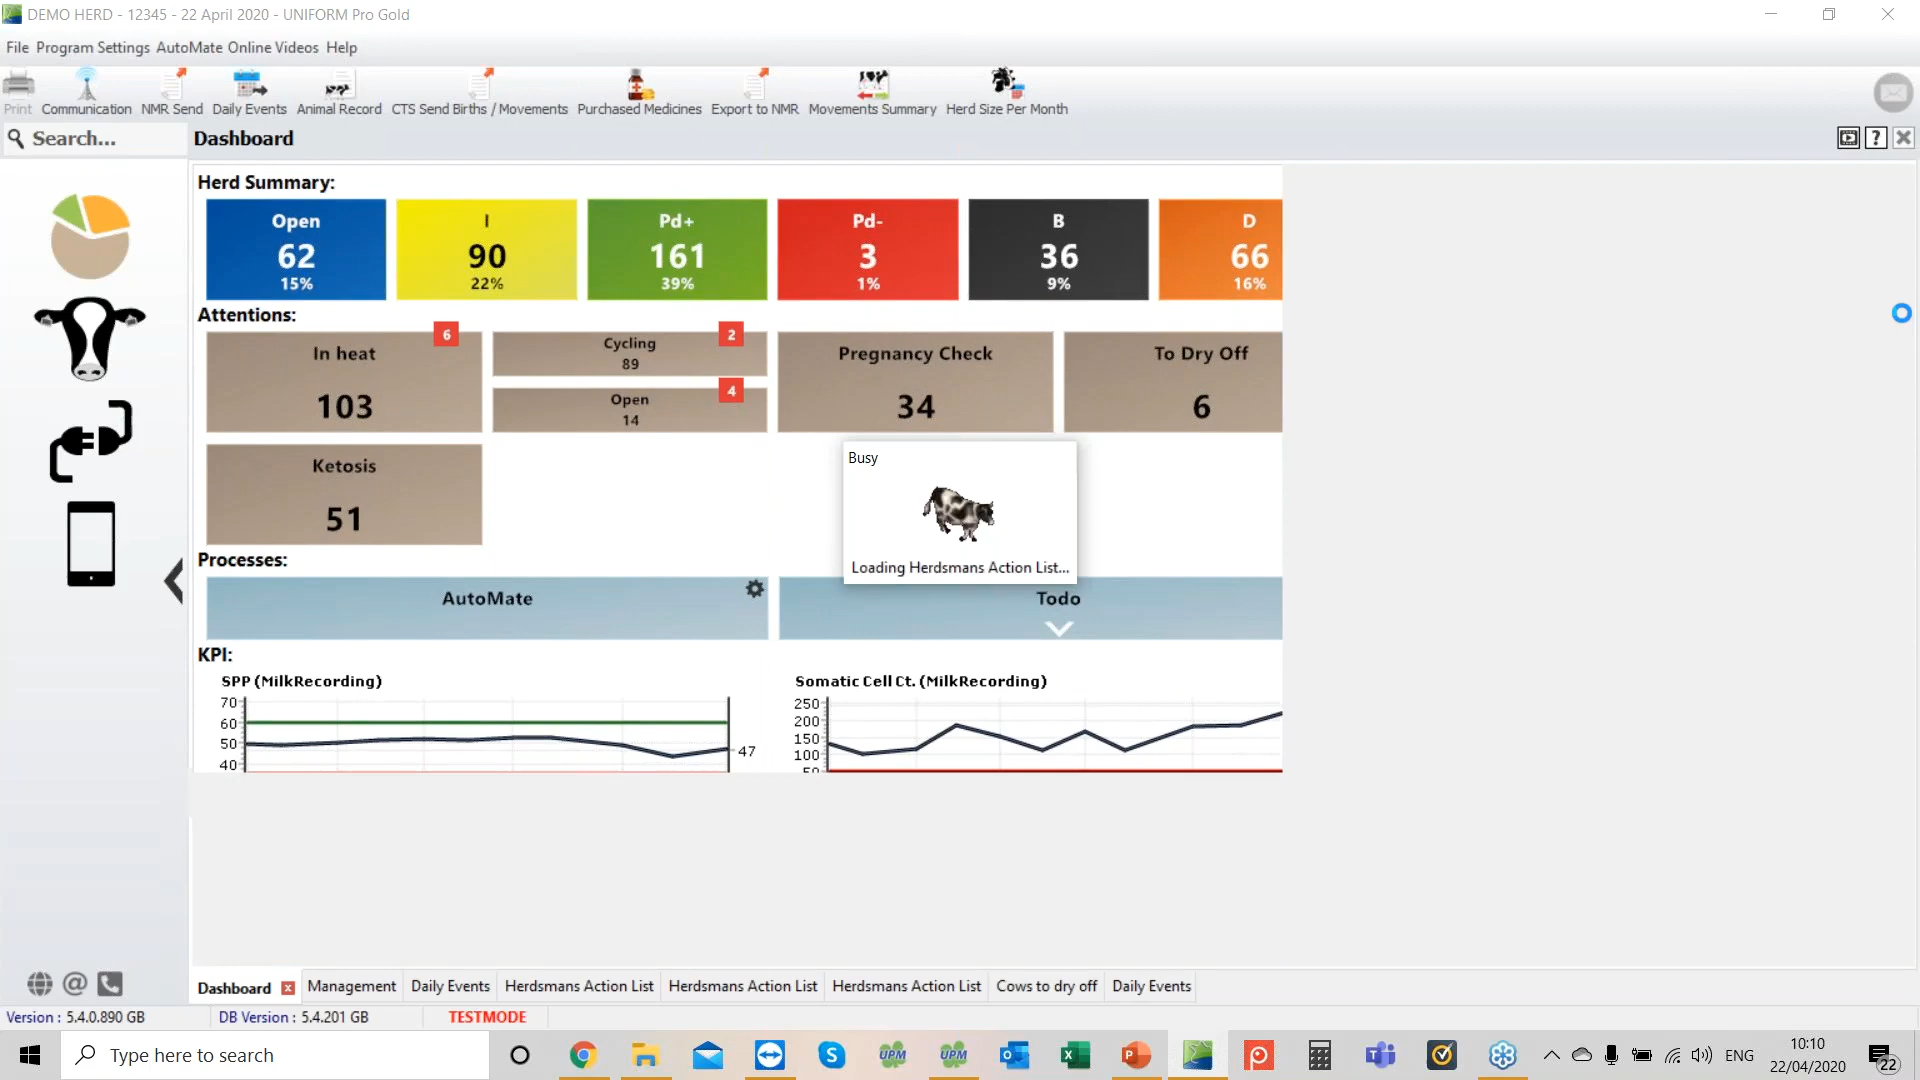 DEMO HERD - 12345 - 22 April 2020 - UNIFORM Pro Gold
File Program Settings AutoMate Online Videos Help
Print Communication NMR Send Daily Events Animal Record CTS Send Births / Movements Purchased Medicines Export to NMR Movements Summary Herd Size Per Month
Search...
Dashboard
Herd Summary:
Open
62
15%
I
90
22%
Pd+
161
39%
Pd-
3
1%
B
36
9%
D
66
16%
Attentions:
In heat
6
103
Cycling
2
89
Open
4
14
Pregnancy Check
34
To Dry Off
6
Ketosis
51
Busy
Loading Herdsmans Action List...
Processes:
AutoMate
Todo
KPI:
SPP (MilkRecording)
70
60
50
40
47
Somatic Cell Ct. (MilkRecording)
250
200
150
100
50
Dashboard Management Daily Events Herdsmans Action List Herdsmans Action List Herdsmans Action List Cows to dry off Daily Events
Version : 5.4.0.890 GB DB Version : 5.4.201 GB TESTMODE
Type here to search
UPM
UPM
ENG
10:10
22/04/2020
22